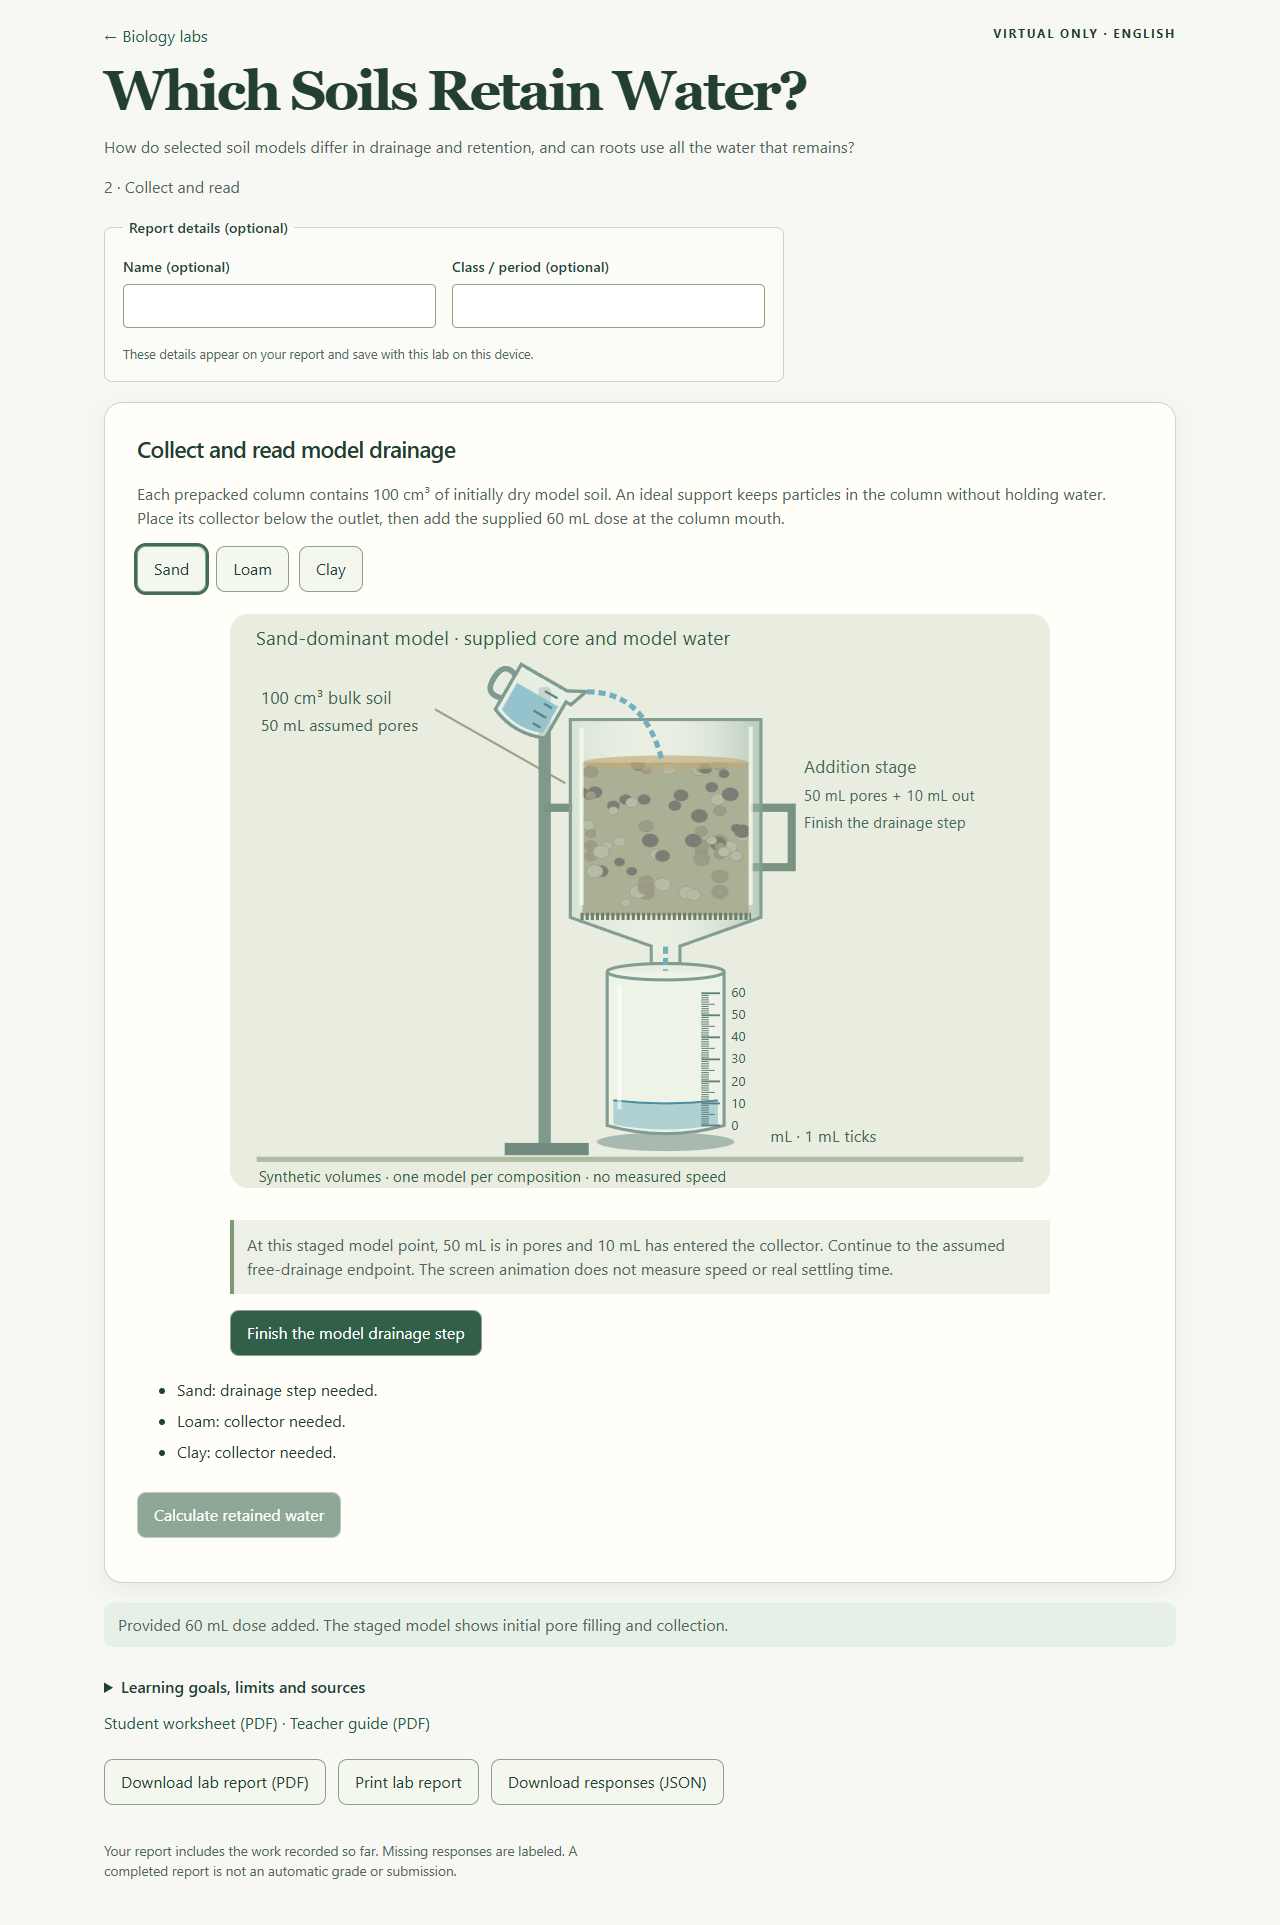 ← Biology labs
VIRTUAL ONLY · ENGLISH
Which Soils Retain Water?
How do selected soil models differ in drainage and retention, and can roots use all the water that remains?
2 · Collect and read
Report details (optional)
Name (optional)
Class / period (optional)
These details appear on your report and save with this lab on this device.
Collect and read model drainage
Each prepacked column contains 100 cm³ of initially dry model soil. An ideal support keeps particles in the column without holding water.
Place its collector below the outlet, then add the supplied 60 mL dose at the column mouth.
Sand
Loam
Clay
Sand-dominant model · supplied core and model water
100 cm³ bulk soil
50 mL assumed pores
Addition stage
50 mL pores + 10 mL out
Finish the drainage step
60
50
40
30
20
10
0
mL · 1 mL ticks
Synthetic volumes · one model per composition · no measured speed
At this staged model point, 50 mL is in pores and 10 mL has entered the collector. Continue to the assumed
free-drainage endpoint. The screen animation does not measure speed or real settling time.
Finish the model drainage step
• Sand: drainage step needed.
• Loam: collector needed.
• Clay: collector needed.
Calculate retained water
Provided 60 mL dose added. The staged model shows initial pore filling and collection.
▶ Learning goals, limits and sources
Student worksheet (PDF) · Teacher guide (PDF)
Download lab report (PDF)
Print lab report
Download responses (JSON)
Your report includes the work recorded so far. Missing responses are labeled. A
completed report is not an automatic grade or submission.